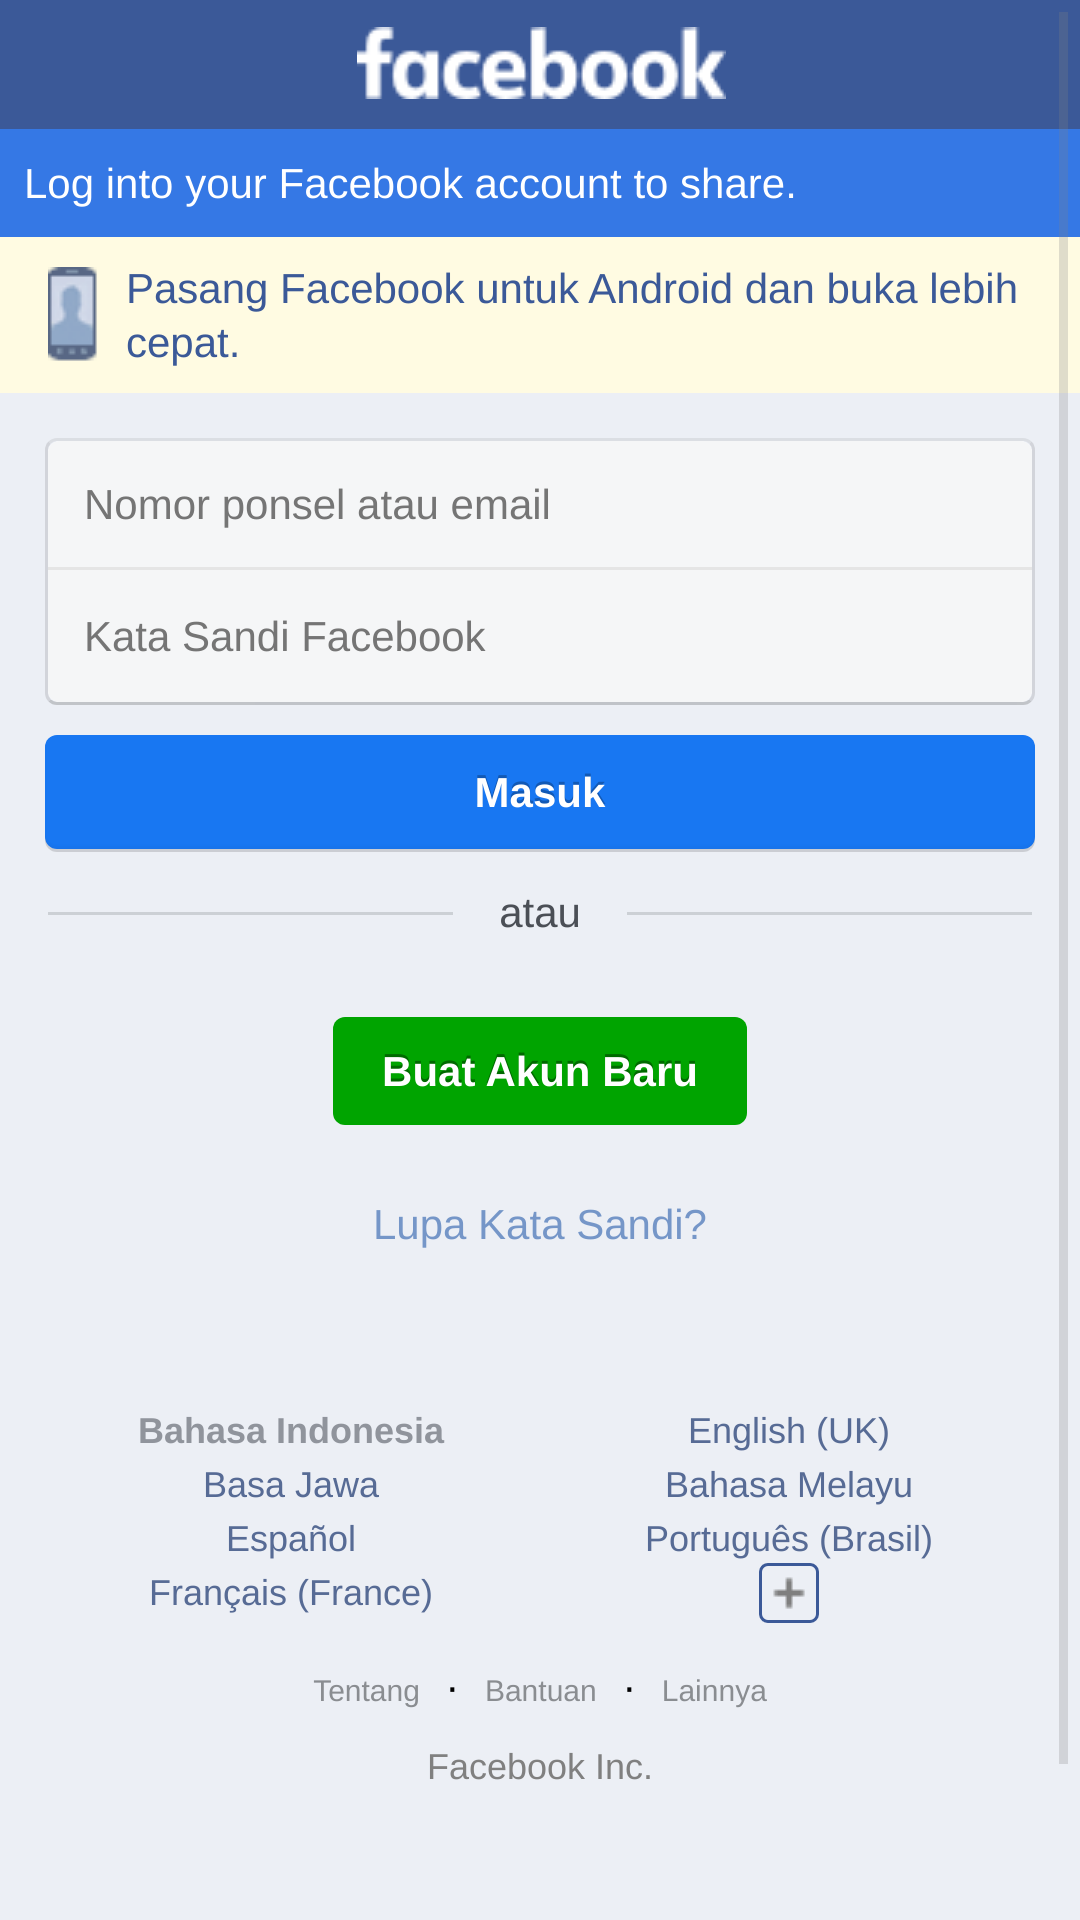 facebook
Log into your Facebook account to share.
Pasang Facebook untuk Android dan buka lebih
cepat.
Nomor ponsel atau email
Kata Sandi Facebook
Masuk
atau
Buat Akun Baru
Lupa Kata Sandi?
Bahasa Indonesia
English (UK)
Basa Jawa
Bahasa Melayu
Español
Português (Brasil)
Français (France)
Tentang · Bantuan · Lainnya
Facebook Inc.